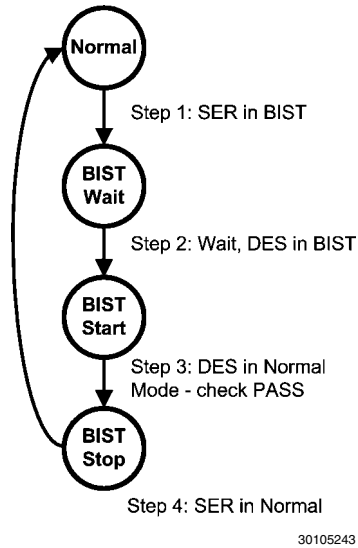 Normal
Step 1: SER in BIST
BIST
Wait
Step 2: Wait, DES in BIST
BIST
Start
Step 3: DES in Normal
Mode - check PASS
BIST
Stop
Step 4: SER in Normal
30105243